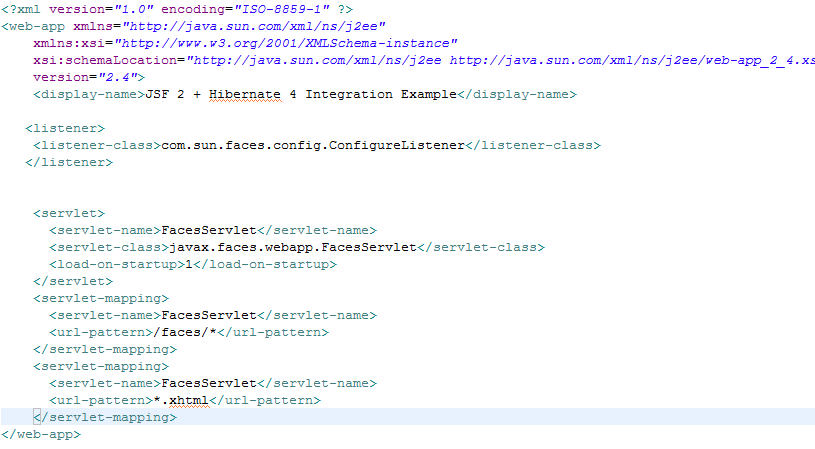 <?xml version="1.0" encoding="ISO-8859-1" ?>
<web-app xmlns="http://java.sun.com/xml/ns/j2ee"
xmlns:xsi="http://www.w3.org/2001/XMLSchema-instance"
xsi:schemaLocation="http://java.sun.com/xml/ns/j2ee http://java.sun.com/xml/ns/j2ee/web-app_2_4.xs
version="2.4">
<display-name>JSF 2 + Hibernate 4 Integration Example</display-name>
<listener>
<listener-class>com.sun.faces.config.ConfigureListener</listener-class>
</listener>
<servlet>
<servlet-name>FacesServlet</servlet-name>
<servlet-class>javax.faces.webapp.FacesServlet</servlet-class>
<load-on-startup>1</load-on-startup>
</servlet>
<servlet-mapping>
<servlet-name>FacesServlet</servlet-name>
<url-pattern>/faces/*</url-pattern>
</servlet-mapping>
<servlet-mapping>
<servlet-name>FacesServlet</servlet-name>
<url-pattern>*.xhtml</url-pattern>
</servlet-mapping>
</web-app>